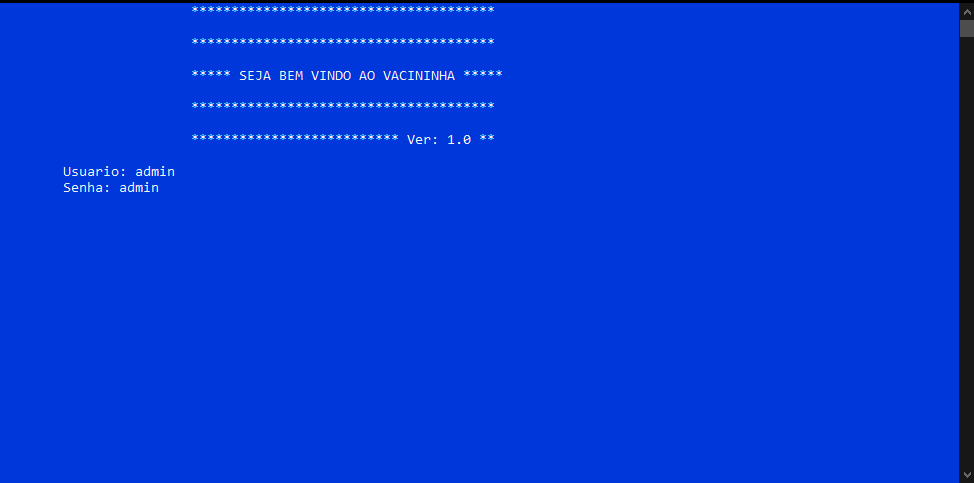 **************************************
**************************************
***** SEJA BEM VINDO AO VACININHA *****
**************************************
************************** Ver: 1.0 **
Usuario: admin
Senha: admin